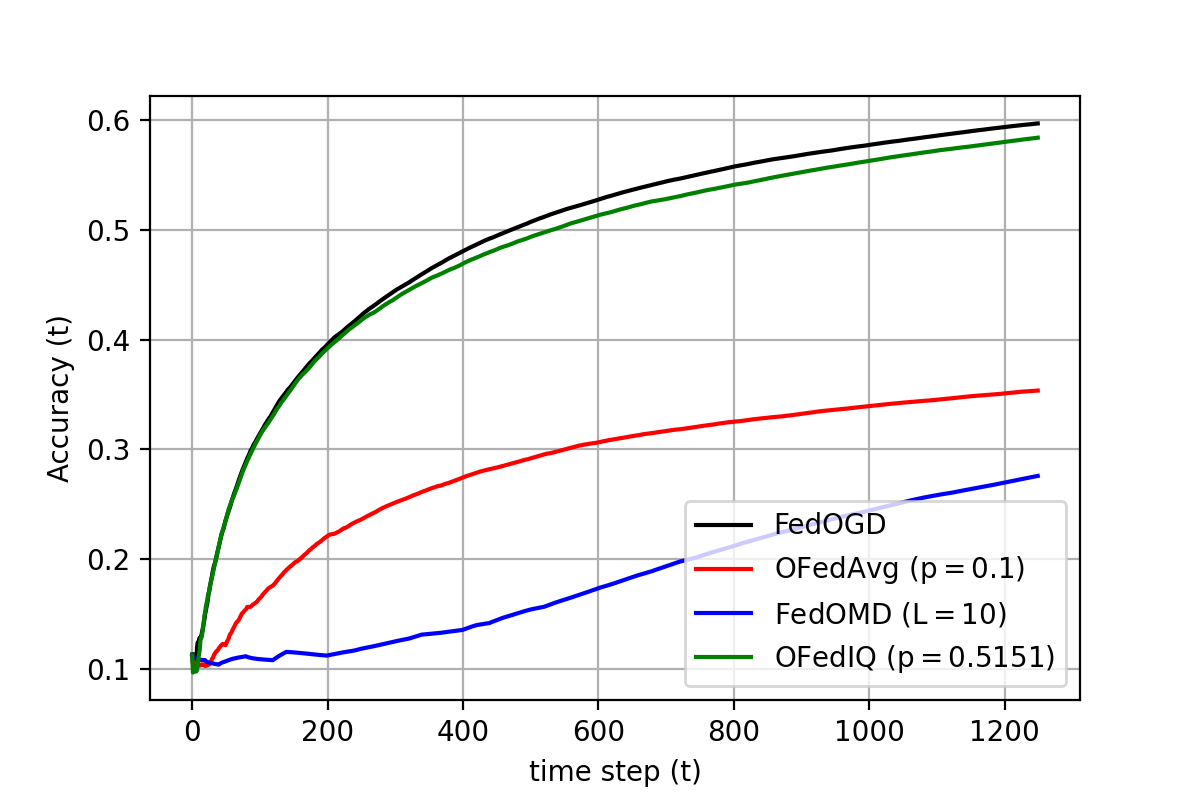 0.6
0.5
0.4
0.3
0.2
0.1
Accuracy (t)
FedOGD
OFedAvg (p = 0.1)
FedOMD (L = 10)
OFedIQ (p = 0.5151)
0 200 400 600 800 1000 1200
time step (t)